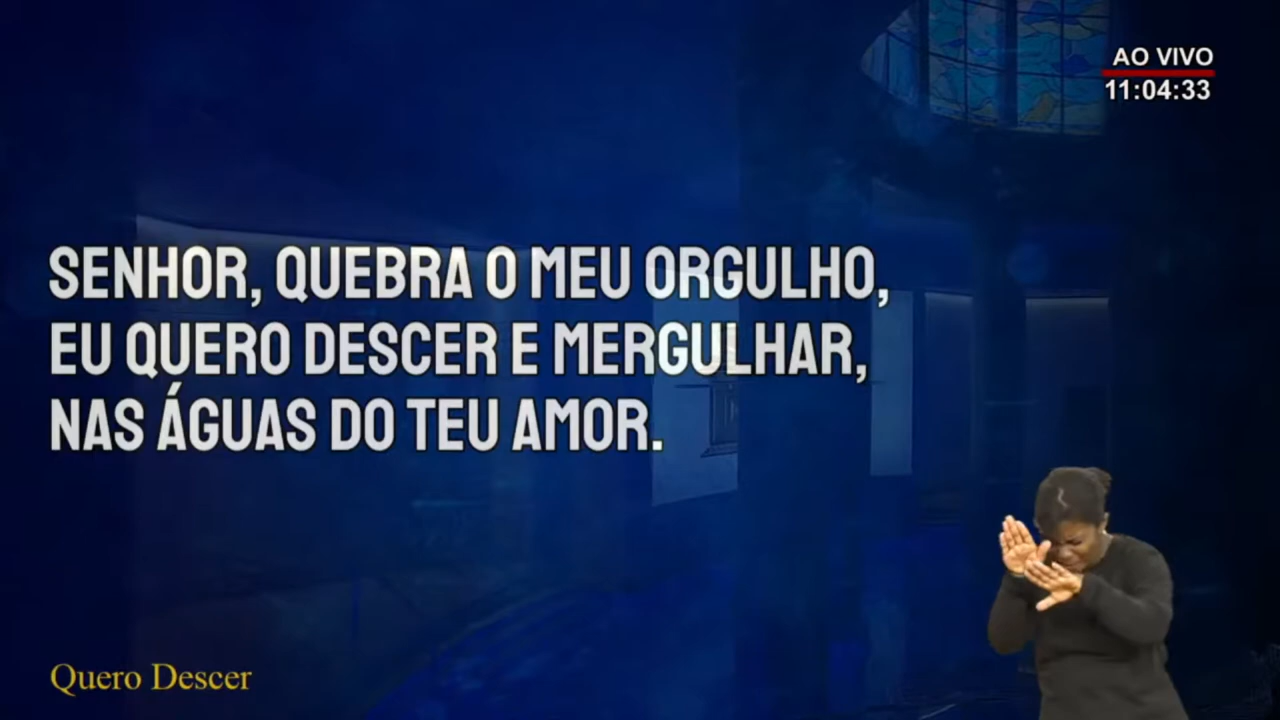 AO VIVO
11:04:33
SENHOR, QUEBRA O MEU ORGULHO,
EU QUERO DESCER E MERGULHAR,
NAS ÁGUAS DO TEU AMOR.
Quero Descer